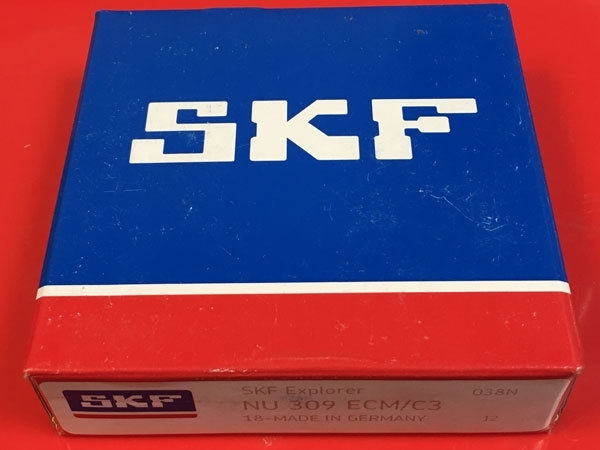 SKF
SKF
SKF Explorer 038N
NU 309 ECM/C3
18-MADE IN GERMANY 12